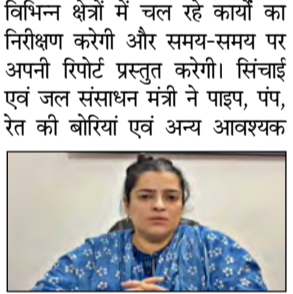 विभिन्न क्षेत्रों में चल रहे कार्यों का
निरीक्षण करेगी और समय-समय पर
अपनी रिपोर्ट प्रस्तुत करेगी। सिंचाई
एवं जल संसाधन मंत्री ने पाइप, पंप,
रेत की बोरियां एवं अन्य आवश्यक